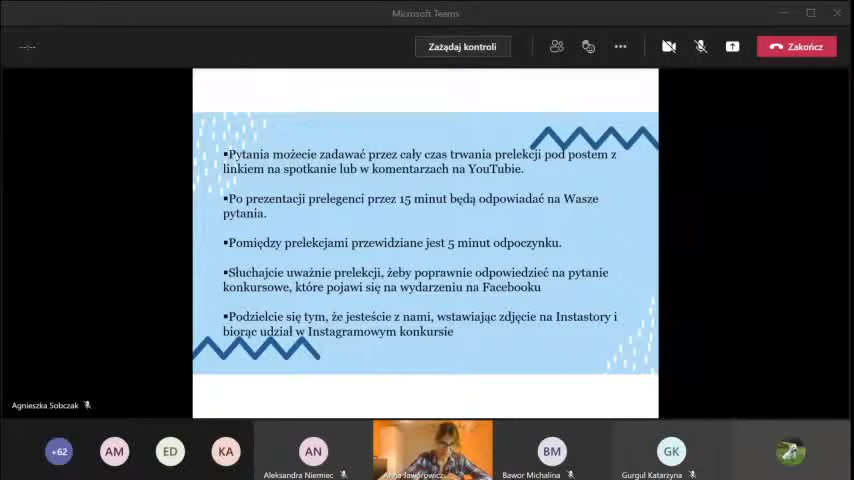 Microsoft Teams
--:--
Zażądaj kontroli
Zakończ
▪Pytania możecie zadawać przez cały czas trwania prelekcji pod postem z
linkiem na spotkanie lub w komentarzach na YouTubie.
▪Po prezentacji prelegenci przez 15 minut będą odpowiadać na Wasze
pytania.
▪Pomiędzy prelekcjami przewidziane jest 5 minut odpoczynku.
▪Słuchajcie uważnie prelekcji, żeby poprawnie odpowiedzieć na pytanie
konkursowe, które pojawi się na wydarzeniu na Facebooku
▪Podzielcie się tym, że jesteście z nami, wstawiając zdjęcie na Instastory i
biorąc udział w Instagramowym konkursie
Agnieszka Sobczak
+62
AM
ED
KA
AN
BM
GK
Aleksandra Niemiec
Anna Jaworowicz
Bawor Michalina
Gurgul Katarzyna